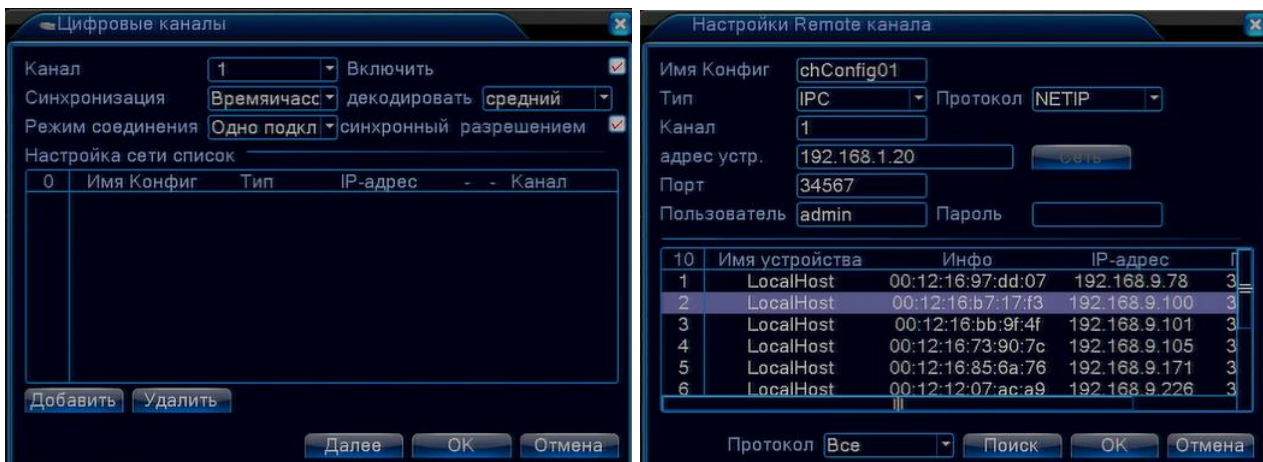 Цифровые каналы
Канал 1 Включить
Синхронизация Времяичасс декодировать средний
Режим соединения Одно подкл синхронный разрешением
Настройка сети список
0 Имя Конфиг Тип IP-адрес - - Канал
Добавить Удалить
Далее OK Отмена
Настройки Remote канала
Имя Конфиг chConfig01
Тип IPC Протокол NETIP
Канал 1
адрес устр. 192.168.1.20 Сеть
Порт 34567
Пользователь admin Пароль
10 Имя устройства Инфо IP-адрес
1 LocalHost 00:12:16:97:dd:07 192.168.9.78 3
2 LocalHost 00:12:16:b7:17:f3 192.168.9.100 3
3 LocalHost 00:12:16:bb:9f:4f 192.168.9.101 3
4 LocalHost 00:12:16:73:90:7c 192.168.9.105 3
5 LocalHost 00:12:16:85:6a:76 192.168.9.171 3
6 LocalHost 00:12:12:07:ac:a9 192.168.9.226 3
Протокол Все Поиск OK Отмена